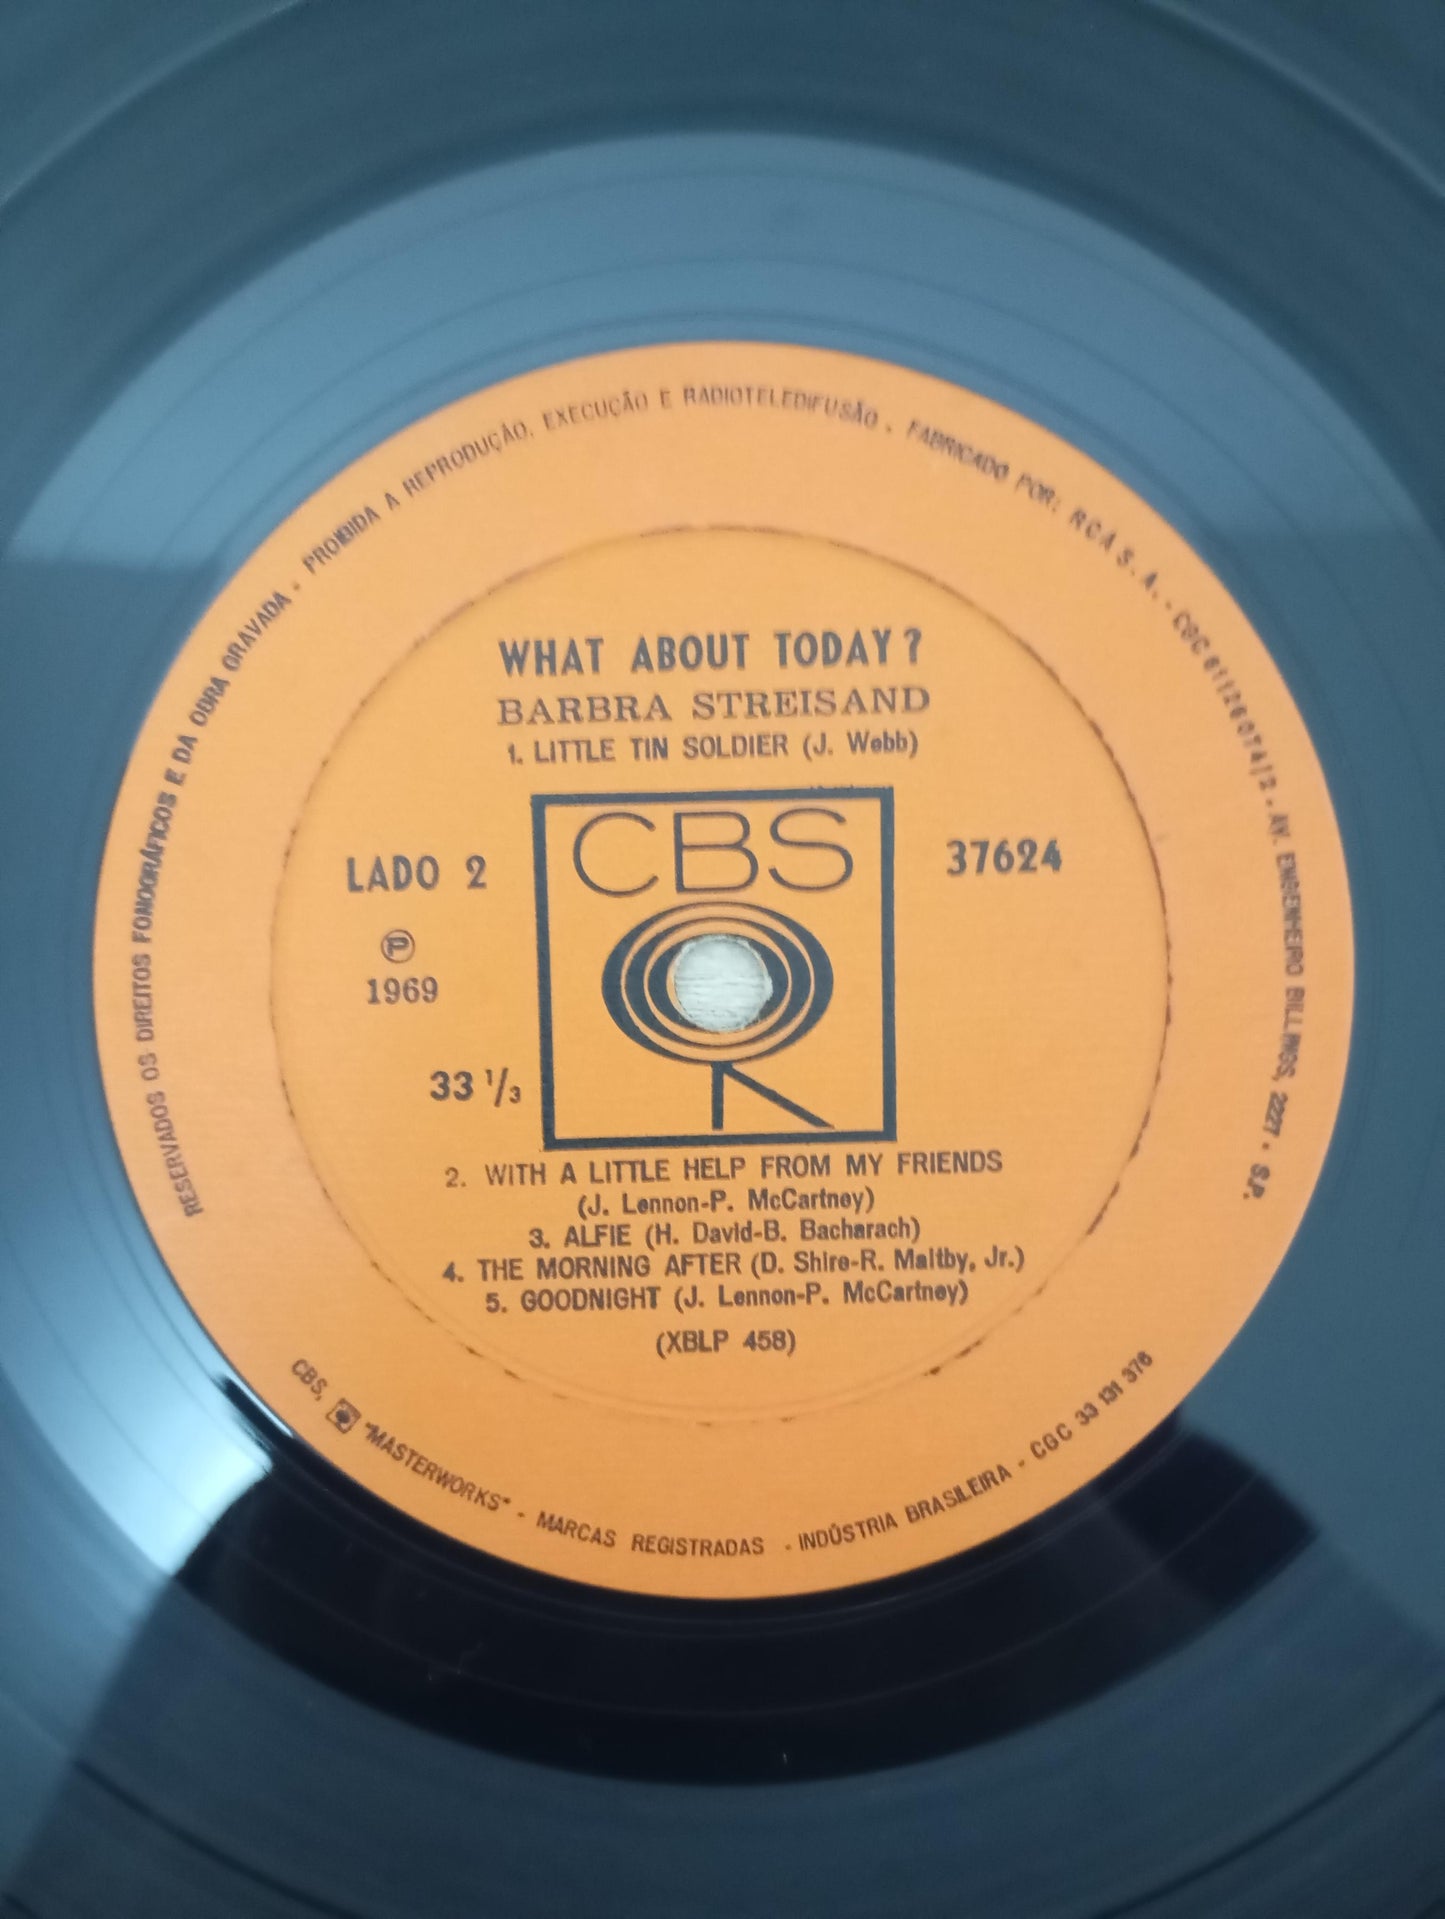 RESERVADOS OS DIREITOS FONOGRÁFICOS E DA OBRA GRAVADA - PROIBIDA A REPRODUÇÃO, EXECUÇÃO E RADIOTELEDIFUSÃO . FABRICADO POR: RCA S. A. - CGC 61126074/2 - AV. ENGENHEIRO BILLINGS, 2227 - S.P.
WHAT ABOUT TODAY?
BARBRA STREISAND
1. LITTLE TIN SOLDIER (J. Webb)
CBS
LADO 2
37624
Ⓟ
1969
33 1/3
2. WITH A LITTLE HELP FROM MY FRIENDS
(J. Lennon-P. McCartney)
3. ALFIE (H. David-B. Bacharach)
4. THE MORNING AFTER (D. Shire-R. Maltby, Jr.)
5. GOODNIGHT (J. Lennon-P. McCartney)
(XBLP 458)
CBS, "MASTERWORKS" - MARCAS REGISTRADAS - INDÚSTRIA BRASILEIRA - CGC 33 131 376